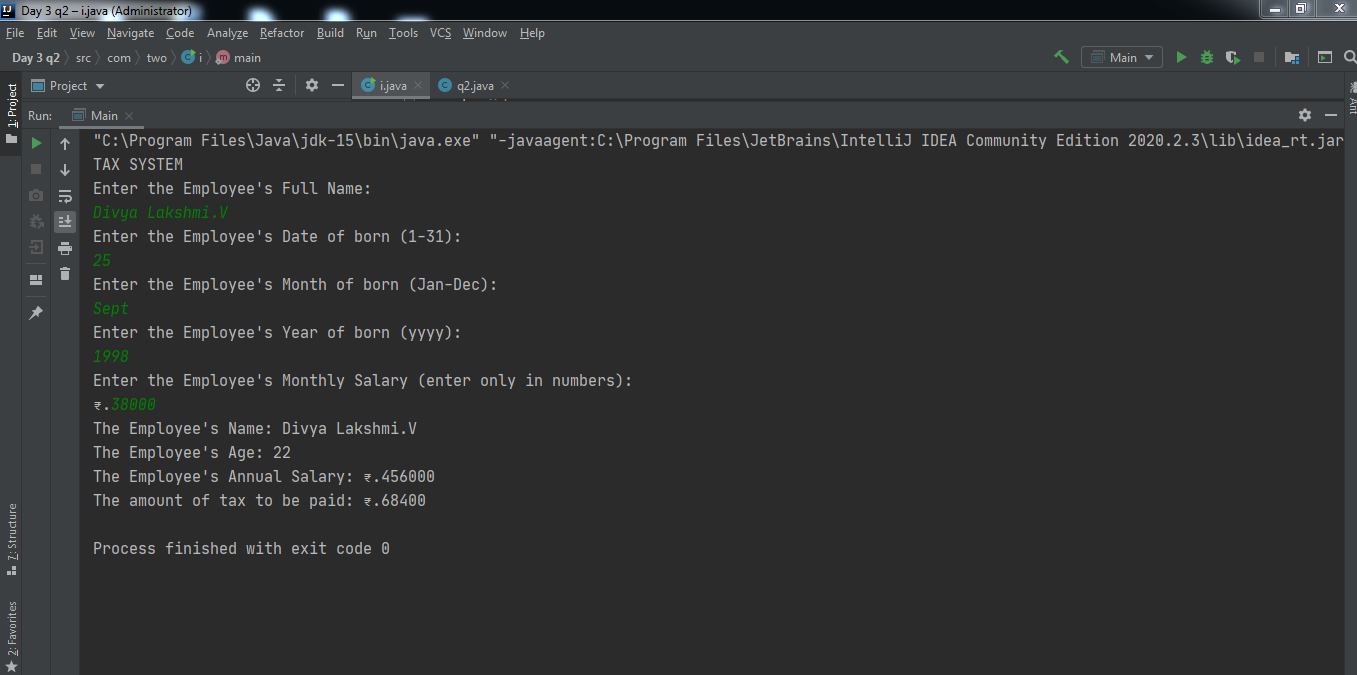 Day 3 q2 – i.java (Administrator)
File Edit View Navigate Code Analyze Refactor Build Run Tools VCS Window Help
Day 3 q2 src com two i main
Main
1: Project
Project
i.java q2.java
Ant
Run: Main
"C:\Program Files\Java\jdk-15\bin\java.exe" "-javaagent:C:\Program Files\JetBrains\IntelliJ IDEA Community Edition 2020.2.3\lib\idea_rt.jar
TAX SYSTEM
Enter the Employee's Full Name:
Divya Lakshmi.V
Enter the Employee's Date of born (1-31):
25
Enter the Employee's Month of born (Jan-Dec):
Sept
Enter the Employee's Year of born (yyyy):
1998
Enter the Employee's Monthly Salary (enter only in numbers):
₹.38000
The Employee's Name: Divya Lakshmi.V
The Employee's Age: 22
The Employee's Annual Salary: ₹.456000
The amount of tax to be paid: ₹.68400
Process finished with exit code 0
7: Structure
2: Favorites